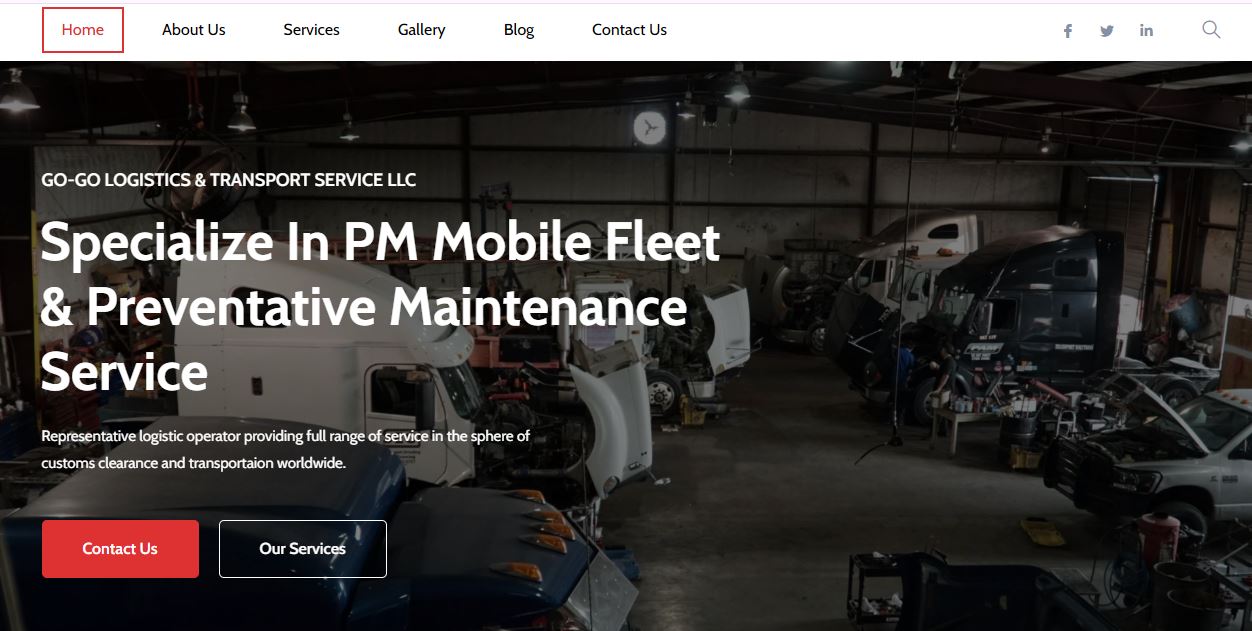 Home About Us Services Gallery Blog Contact Us
GO-GO LOGISTICS & TRANSPORT SERVICE LLC
Specialize In PM Mobile Fleet
& Preventative Maintenance
Service
Representative logistic operator providing full range of service in the sphere of
customs clearance and transportaion worldwide.
Contact Us Our Services